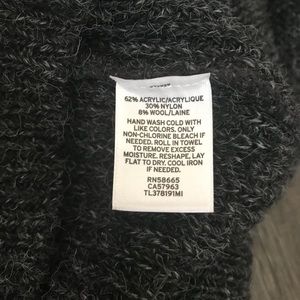 62% ACRYLIC/ACRYLIQUE
30% NYLON
8% WOOL/LAINE
HAND WASH COLD WITH
LIKE COLORS. ONLY
NON-CHLORINE BLEACH IF
NEEDED. ROLL IN TOWEL
TO REMOVE EXCESS
MOISTURE. RESHAPE, LAY
FLAT TO DRY. COOL IRON
IF NEEDED.
RN58665
CA57963
TL378191MI